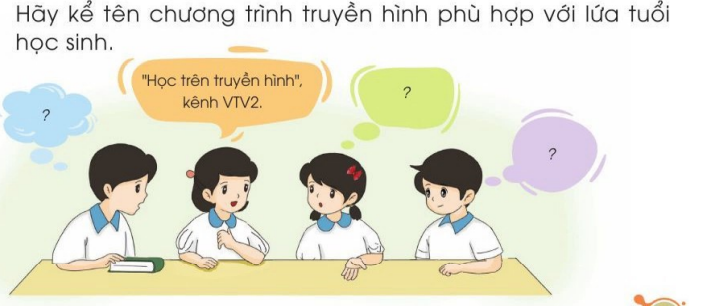 Hãy kể tên chương trình truyền hình phù hợp với lứa tuổi
học sinh.
"Học trên truyền hình",
kênh VTV2.
?
?
?